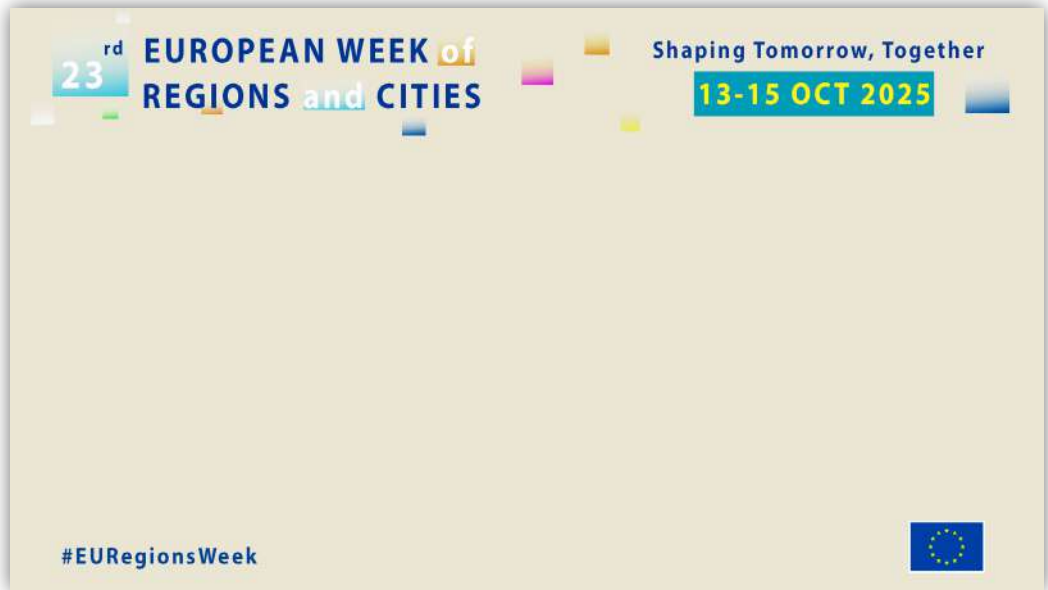 23rd EUROPEAN WEEK of
REGIONS and CITIES
Shaping Tomorrow, Together
13-15 OCT 2025
#EURegionsWeek